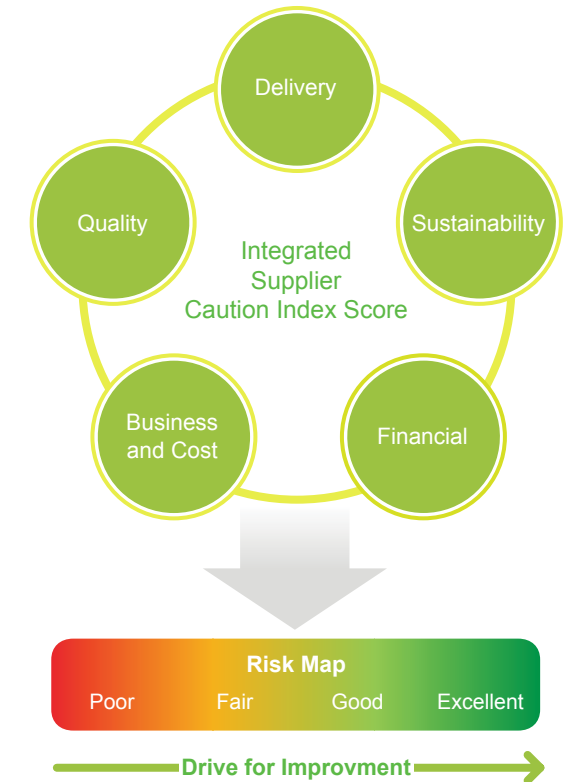 Delivery
Quality
Sustainability
Integrated
Supplier
Caution Index Score
Business
and Cost
Financial
Risk Map
Poor Fair Good Excellent
Drive for Improvment